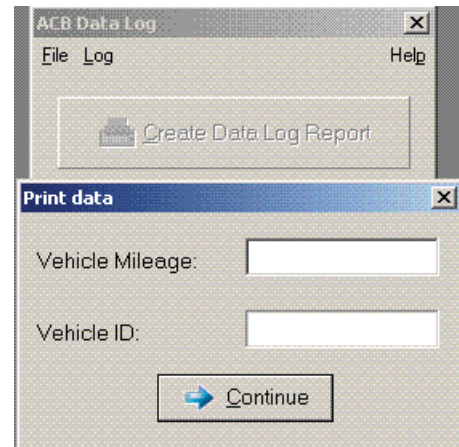 ACB Data Log
File Log Help
Create Data Log Report
Print data
Vehicle Mileage:
Vehicle ID:
Continue